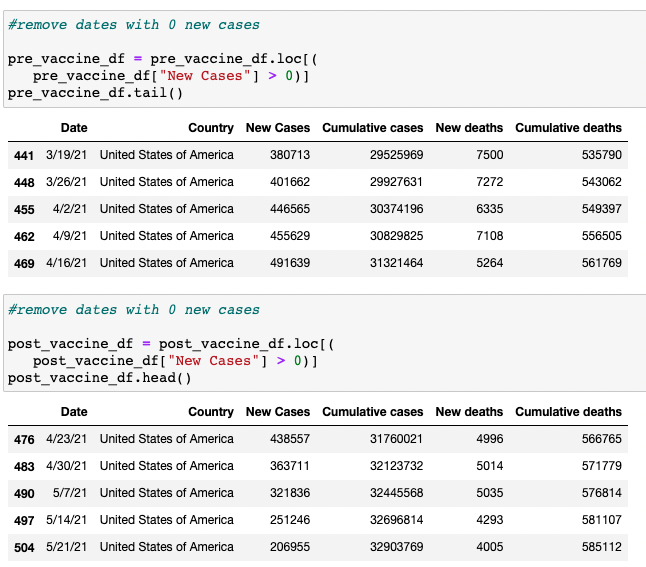 #remove dates with 0 new cases
pre_vaccine_df = pre_vaccine_df.loc[(
pre_vaccine_df["New Cases"] > 0)]
pre_vaccine_df.tail()
Date Country New Cases Cumulative cases New deaths Cumulative deaths
441 3/19/21 United States of America 380713 29525969 7500 535790
448 3/26/21 United States of America 401662 29927631 7272 543062
455 4/2/21 United States of America 446565 30374196 6335 549397
462 4/9/21 United States of America 455629 30829825 7108 556505
469 4/16/21 United States of America 491639 31321464 5264 561769
#remove dates with 0 new cases
post_vaccine_df = post_vaccine_df.loc[(
post_vaccine_df["New Cases"] > 0)]
post_vaccine_df.head()
Date Country New Cases Cumulative cases New deaths Cumulative deaths
476 4/23/21 United States of America 438557 31760021 4996 566765
483 4/30/21 United States of America 363711 32123732 5014 571779
490 5/7/21 United States of America 321836 32445568 5035 576814
497 5/14/21 United States of America 251246 32696814 4293 581107
504 5/21/21 United States of America 206955 32903769 4005 585112